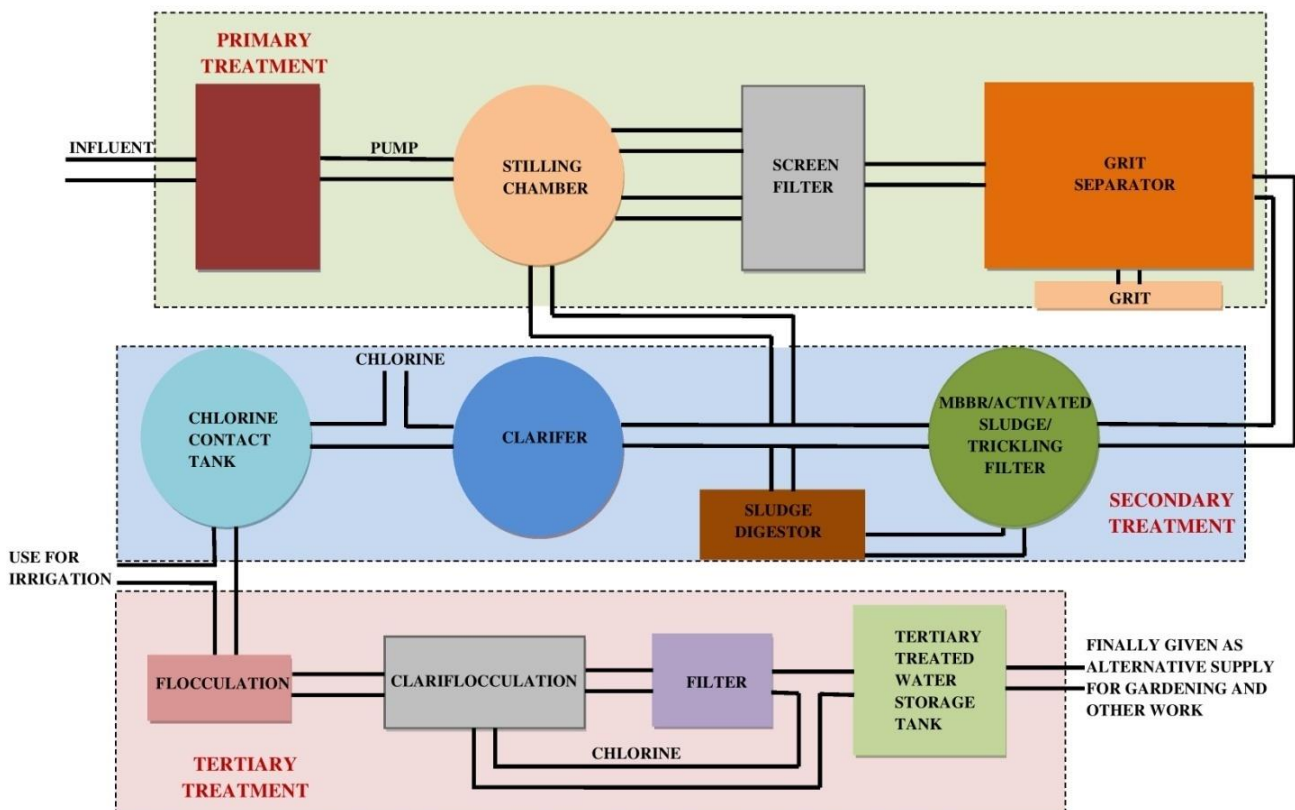 PRIMARY
TREATMENT
INFLUENT
PUMP
STILLING
CHAMBER
SCREEN
FILTER
GRIT
SEPARATOR
GRIT
CHLORINE
CHLORINE
CONTACT
TANK
CLARIFER
MBBR/ACTIVATED
SLUDGE/
TRICKLING
FILTER
SLUDGE
DIGESTOR
SECONDARY
TREATMENT
USE FOR
IRRIGATION
FLOCCULATION
CLARIFLOCCULATION
FILTER
TERTIARY
TREATED
WATER
STORAGE
TANK
FINALLY GIVEN AS
ALTERNATIVE SUPPLY
FOR GARDENING AND
OTHER WORK
CHLORINE
TERTIARY
TREATMENT